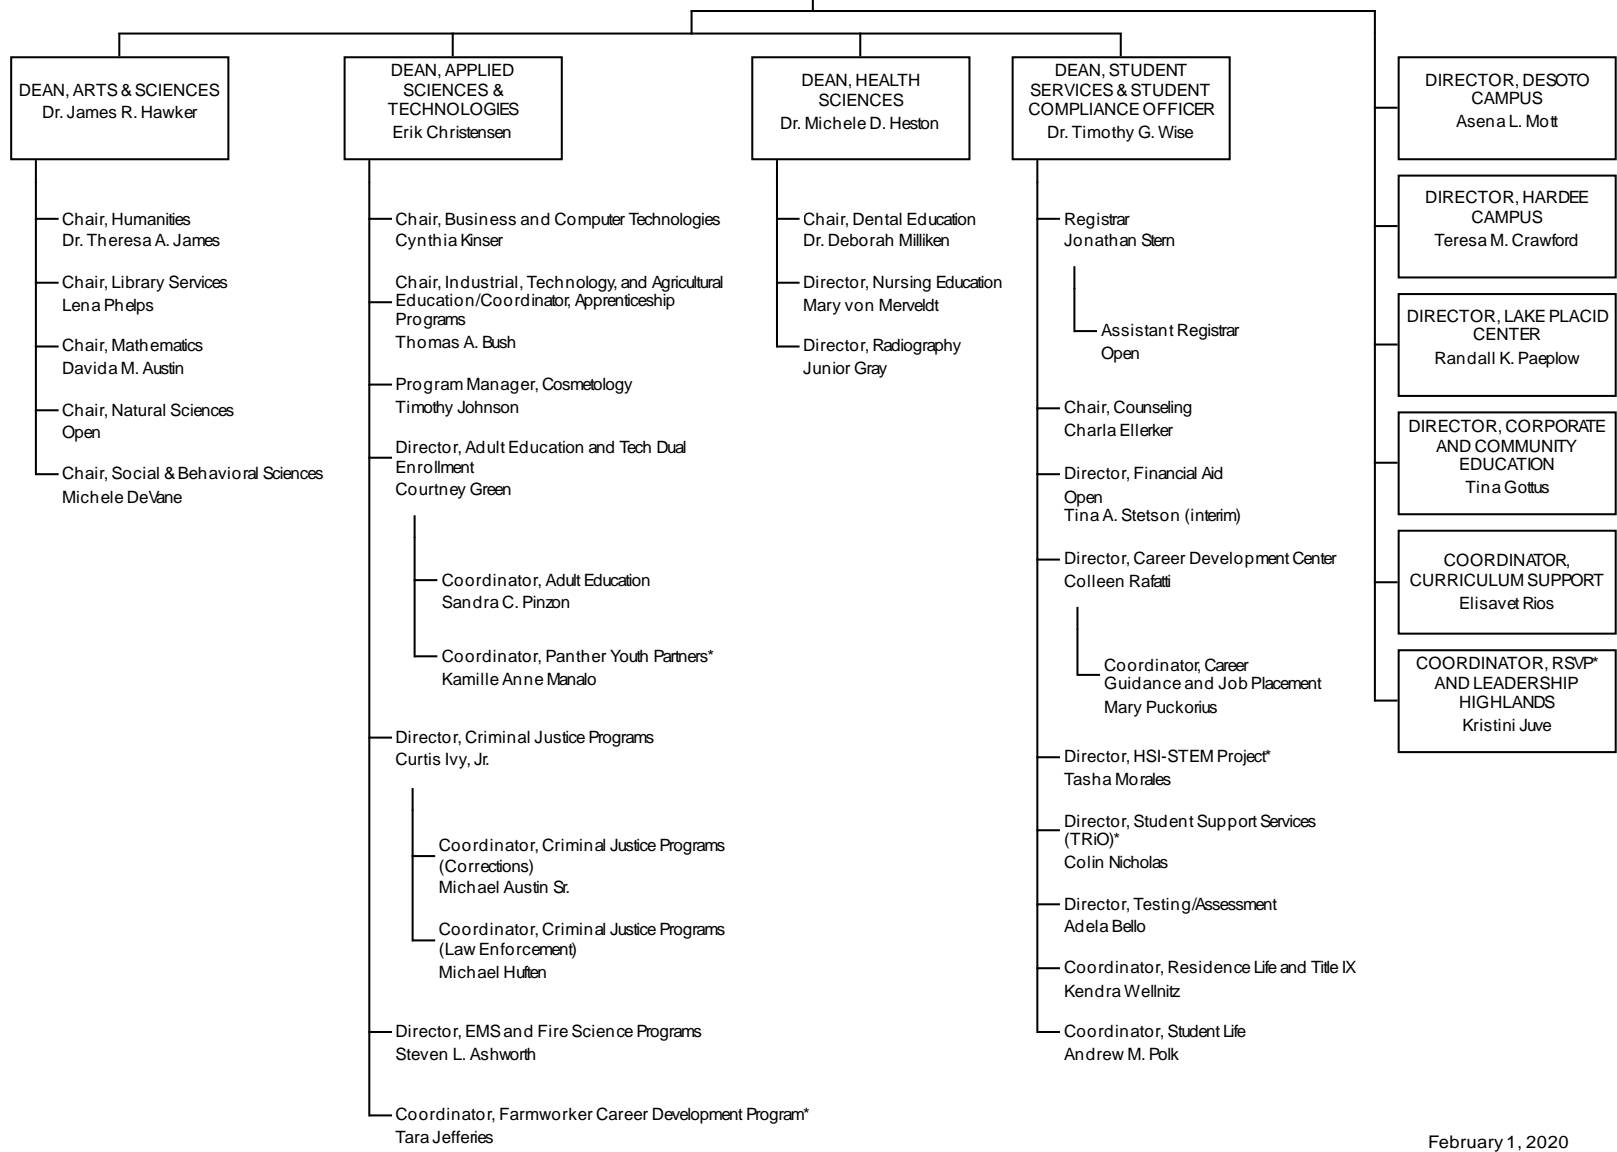 DEAN, ARTS & SCIENCES
Dr. James R. Hawker
Chair, Humanities
Dr. Theresa A. James
Chair, Library Services
Lena Phelps
Chair, Mathematics
Davida M. Austin
Chair, Natural Sciences
Open
Chair, Social & Behavioral Sciences
Michele DeVane
DEAN, APPLIED
SCIENCES &
TECHNOLOGIES
Erik Christensen
Chair, Business and Computer Technologies
Cynthia Kinser
Chair, Industrial, Technology, and Agricultural
Education/Coordinator, Apprenticeship
Programs
Thomas A. Bush
Program Manager, Cosmetology
Timothy Johnson
Director, Adult Education and Tech Dual
Enrollment
Courtney Green
Coordinator, Adult Education
Sandra C. Pinzon
Coordinator, Panther Youth Partners*
Kamille Anne Manalo
Director, Criminal Justice Programs
Curtis Ivy, Jr.
Coordinator, Criminal Justice Programs
(Corrections)
Michael Austin Sr.
Coordinator, Criminal Justice Programs
(Law Enforcement)
Michael Huften
Director, EMS and Fire Science Programs
Steven L. Ashworth
Coordinator, Farmworker Career Development Program*
Tara Jefferies
DEAN, HEALTH
SCIENCES
Dr. Michele D. Heston
Chair, Dental Education
Dr. Deborah Milliken
Director, Nursing Education
Mary von Merveldt
Director, Radiography
Junior Gray
DEAN, STUDENT
SERVICES & STUDENT
COMPLIANCE OFFICER
Dr. Timothy G. Wise
Registrar
Jonathan Stern
Assistant Registrar
Open
Chair, Counseling
Charla Ellerker
Director, Financial Aid
Open
Tina A. Stetson (interim)
Director, Career Development Center
Colleen Rafatti
Coordinator, Career
Guidance and Job Placement
Mary Puckorius
Director, HSI-STEM Project*
Tasha Morales
Director, Student Support Services
(TRiO)*
Colin Nicholas
Director, Testing/Assessment
Adela Bello
Coordinator, Residence Life and Title IX
Kendra Wellnitz
Coordinator, Student Life
Andrew M. Polk
DIRECTOR, DESOTO
CAMPUS
Asena L. Mott
DIRECTOR, HARDEE
CAMPUS
Teresa M. Crawford
DIRECTOR, LAKE PLACID
CENTER
Randall K. Paeplow
DIRECTOR, CORPORATE
AND COMMUNITY
EDUCATION
Tina Gottus
COORDINATOR,
CURRICULUM SUPPORT
Elisavet Rios
COORDINATOR, RSVP*
AND LEADERSHIP
HIGHLANDS
Kristini Juve
February 1, 2020